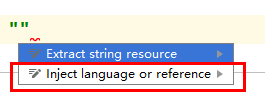 ""
Extract string resource
Inject language or reference